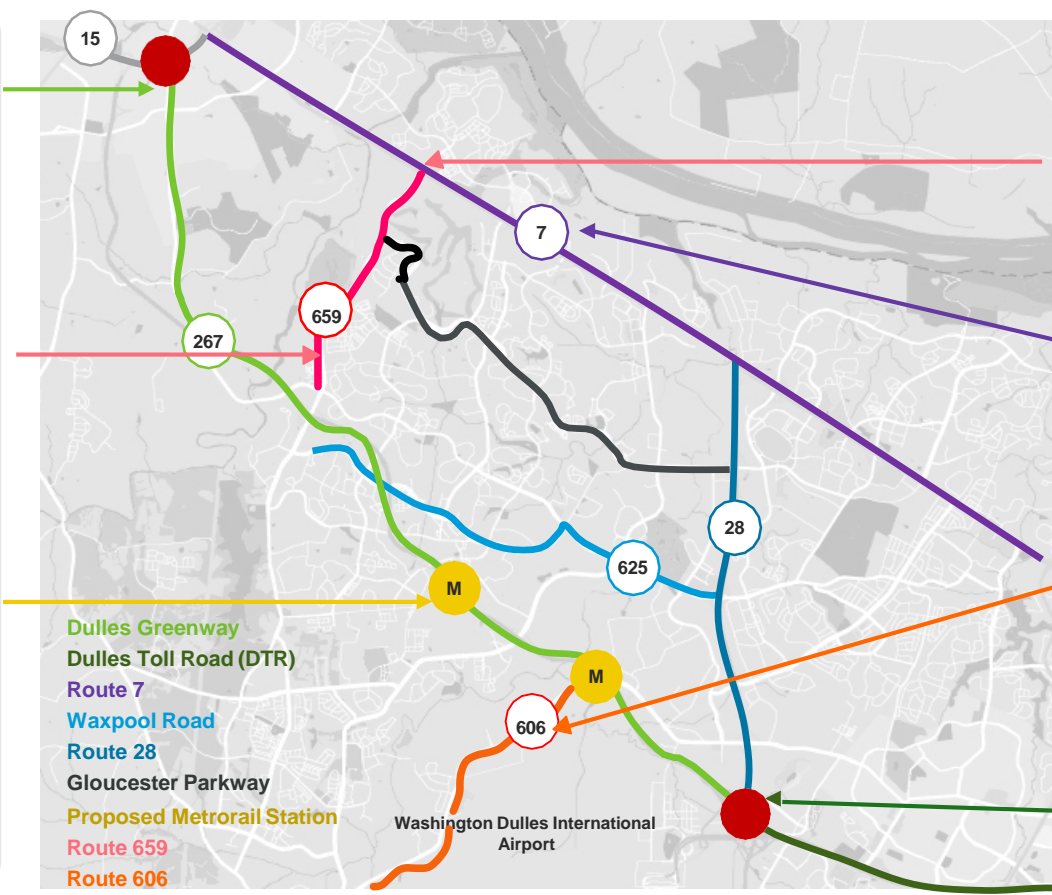 15
7
659
267
28
625
M
M
606
Dulles Greenway
Dulles Toll Road (DTR)
Route 7
Waxpool Road
Route 28
Gloucester Parkway
Proposed Metrorail Station
Route 659
Route 606
Washington Dulles International
Airport